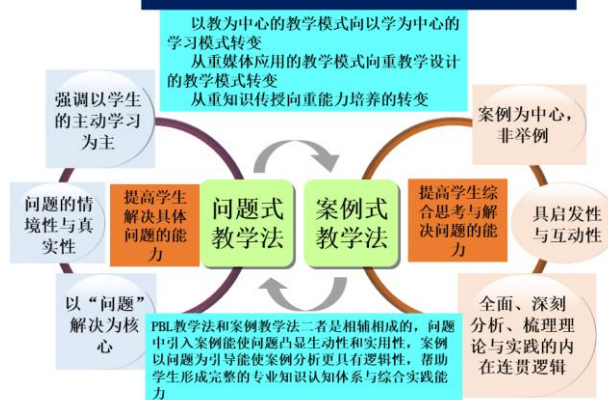 以教为中心的教学模式向以学为中心的
学习模式转变
从重媒体应用的教学模式向重教学设计
的教学模式转变
从重知识传授向重能力培养的转变
强调以学生
的主动学习
为主
问题的情
境性与真
实性
以“问题”
解决为核
心
提高学生
解决具体
问题的能
力
问题式
教学法
案例式
教学法
提高学生综
合思考与解
决问题的能
力
案例为中心，
非举例
具启发性
与互动性
全面、深刻
分析、梳理理
论与实践的内
在连贯逻辑
PBL教学法和案例教学法二者是相辅相成的，问题
中引入案例能使问题凸显生动性和实用性，案例
以问题为引导能使案例分析更具有逻辑性，帮助
学生形成完整的专业知识认知体系与综合实践能
力